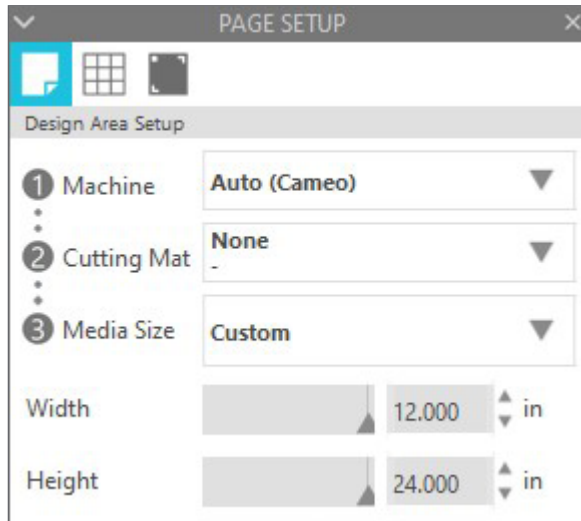 PAGE SETUP
Design Area Setup
1 Machine Auto (Cameo)
2 Cutting Mat None
-
3 Media Size Custom
Width 12.000 in
Height 24.000 in